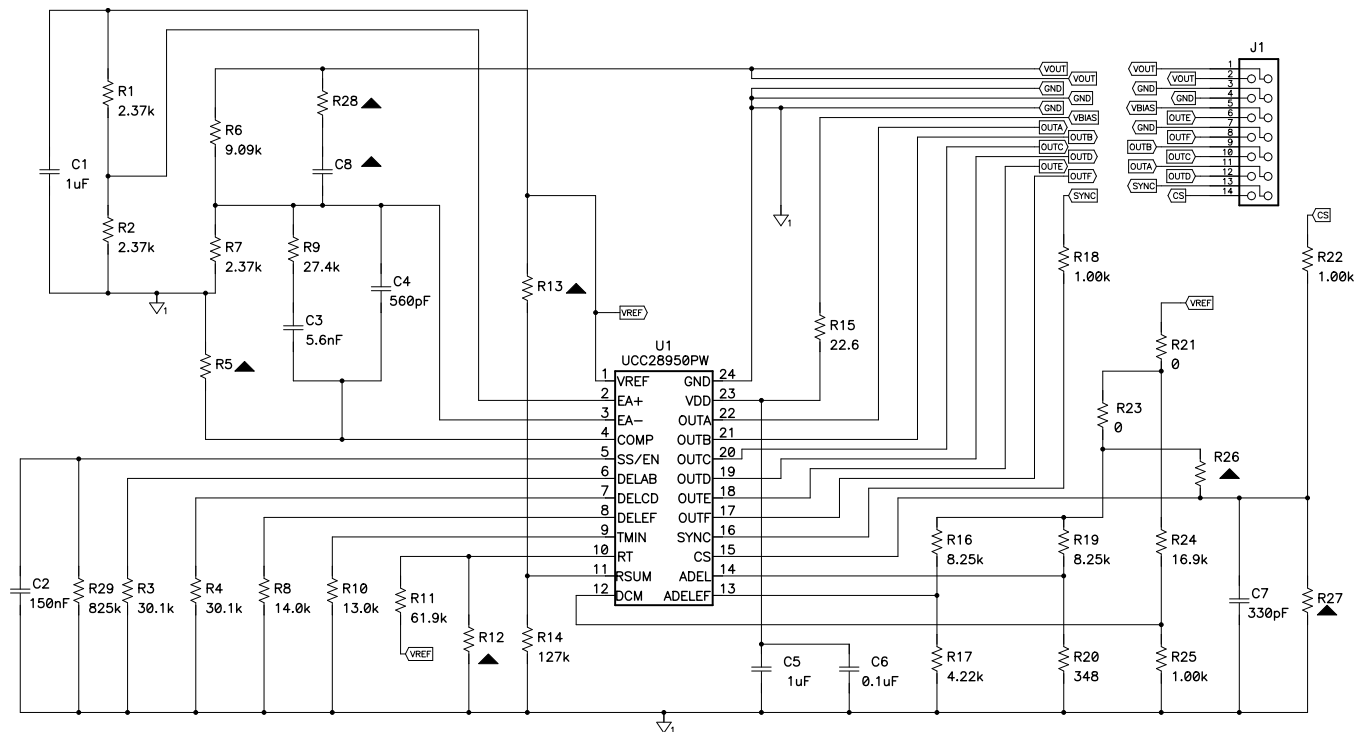 J1
VOUT
VOUT
GND
GND
GND
VBIAS
OUTA
OUTB
OUTC
OUTD
OUTE
OUTF
SYNC
VOUT 1
VOUT 2
GND 3
GND 4
VBIAS 5
OUTE 6
GND 7
OUTF 8
OUTB 9
OUTC 10
OUTA 11
OUTD 12
SYNC 13
CS 14
R1
2.37k
R28
R6
9.09k
C8
C1
1uF
R2
2.37k
R7
2.37k
R9
27.4k
C4
560pF
C3
5.6nF
1
R5
R13
VREF
1
R15
22.6
R18
1.00k
CS
R22
1.00k
VREF
R21
0
R23
0
R26
U1
UCC28950PW
1 VREF GND 24
2 EA+ VDD 23
3 EA- OUTA 22
4 COMP OUTB 21
5 SS/EN OUTC 20
6 DELAB OUTD 19
7 DELCD OUTE 18
8 DELEF OUTF 17
9 TMIN SYNC 16
10 RT CS 15
11 RSUM ADEL 14
12 DCM ADELEF 13
R16
8.25k
R19
8.25k
R24
16.9k
C2
150nF
R29
825k
R3
30.1k
R4
30.1k
R8
14.0k
R10
13.0k
R11
61.9k
VREF
R12
R14
127k
C5
1uF
C6
0.1uF
R17
4.22k
R20
348
R25
1.00k
C7
330pF
R27
1